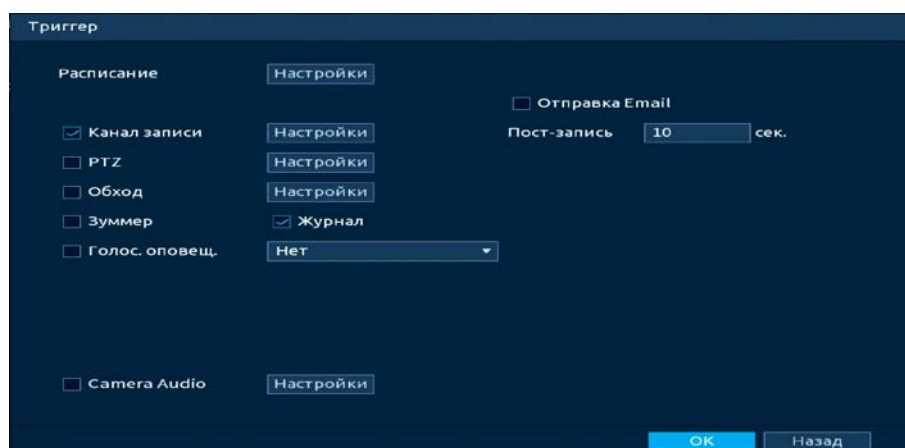 Триггер
Расписание Настройки
Отправка Email
Канал записи Настройки Пост-запись 10 сек.
PTZ Настройки
Обход Настройки
Зуммер Журнал
Голос. оповещ. Нет
Camera Audio Настройки
OK Назад